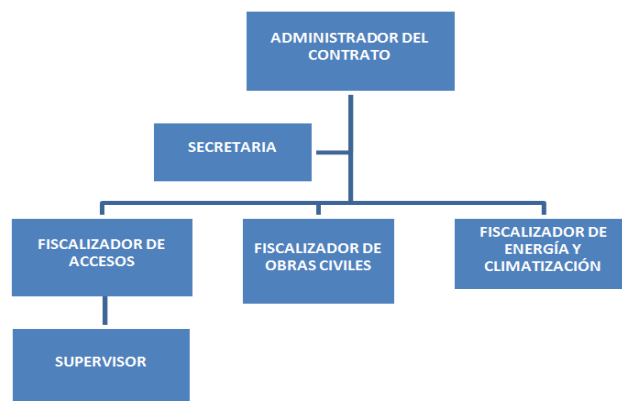 ADMINISTRADOR DEL
CONTRATO
SECRETARIA
FISCALIZADOR DE
ACCESOS
FISCALIZADOR DE
OBRAS CIVILES
FISCALIZADOR DE
ENERGÍA Y
CLIMATIZACIÓN
SUPERVISOR